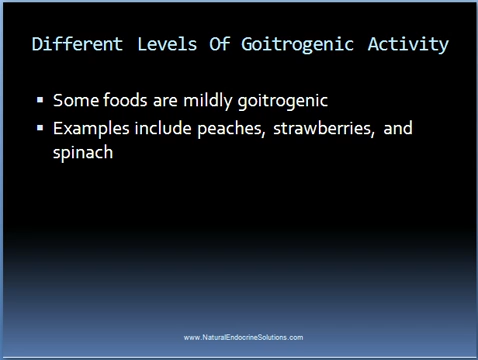 Different Levels Of Goitrogenic Activity
▪ Some foods are mildly goitrogenic
▪ Examples include peaches, strawberries, and
spinach
www.NaturalEndocrineSolutions.com